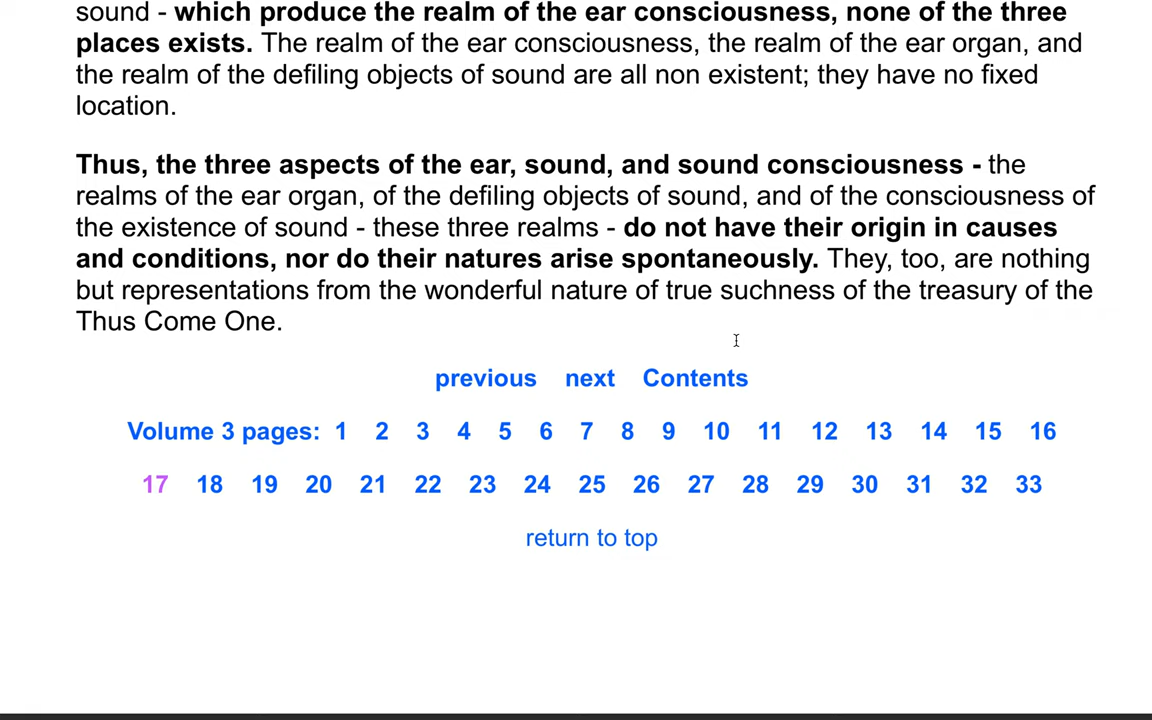 sound - which produce the realm of the ear consciousness, none of the three
places exists. The realm of the ear consciousness, the realm of the ear organ, and
the realm of the defiling objects of sound are all non existent; they have no fixed
location.
Thus, the three aspects of the ear, sound, and sound consciousness - the
realms of the ear organ, of the defiling objects of sound, and of the consciousness of
the existence of sound - these three realms - do not have their origin in causes
and conditions, nor do their natures arise spontaneously. They, too, are nothing
but representations from the wonderful nature of true suchness of the treasury of the
Thus Come One.
previous next Contents
Volume 3 pages: 1 2 3 4 5 6 7 8 9 10 11 12 13 14 15 16
17 18 19 20 21 22 23 24 25 26 27 28 29 30 31 32 33
return to top